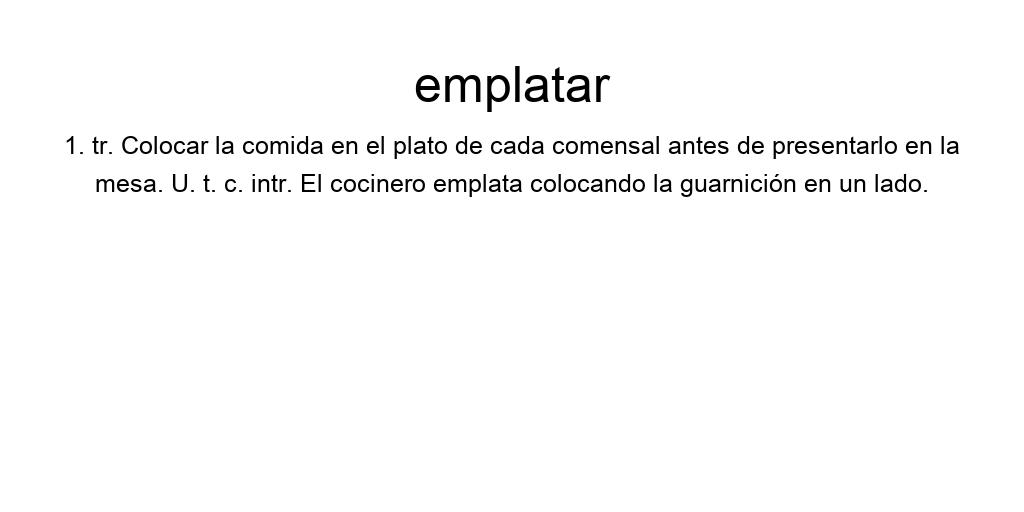 emplatar
1. tr. Colocar la comida en el plato de cada comensal antes de presentarlo en la
mesa. U. t. c. intr. El cocinero emplata colocando la guarnición en un lado.